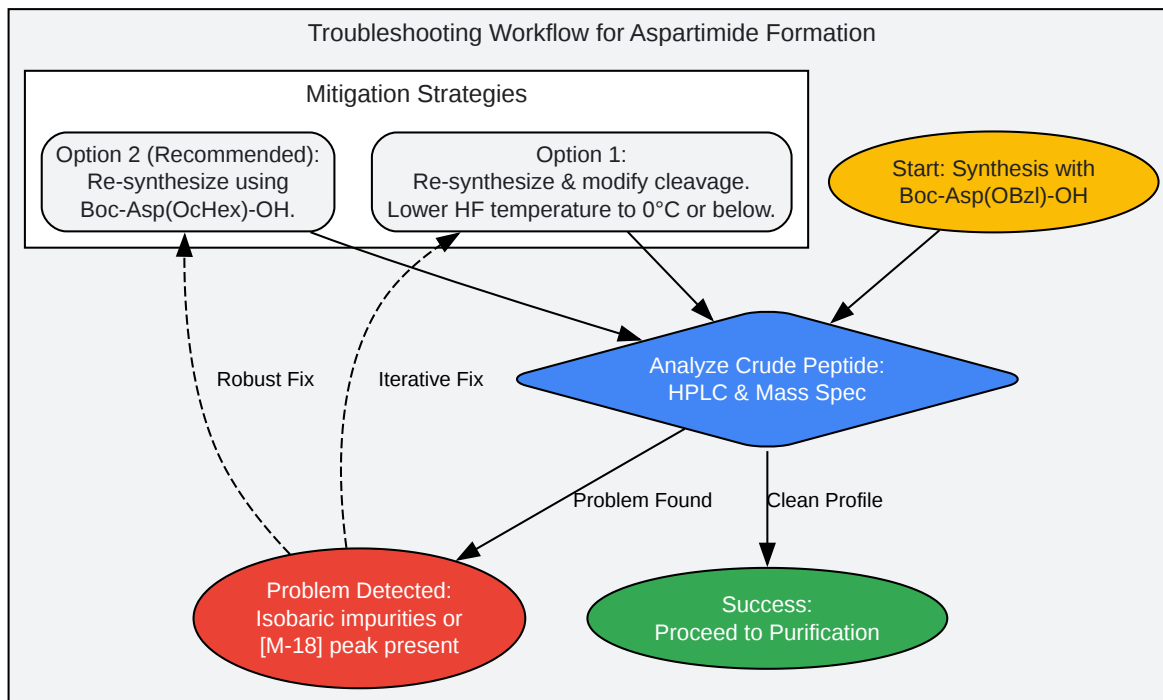 Troubleshooting Workflow for Aspartimide Formation
Mitigation Strategies
Option 2 (Recommended):
Re-synthesize using
Boc-Asp(OcHex)-OH.
Option 1:
Re-synthesize & modify cleavage.
Lower HF temperature to 0°C or below.
Start: Synthesis with
Boc-Asp(OBzl)-OH
Analyze Crude Peptide:
HPLC & Mass Spec
Robust Fix
Iterative Fix
Problem Found
Clean Profile
Problem Detected:
Isobaric impurities or
[M-18] peak present
Success:
Proceed to Purification